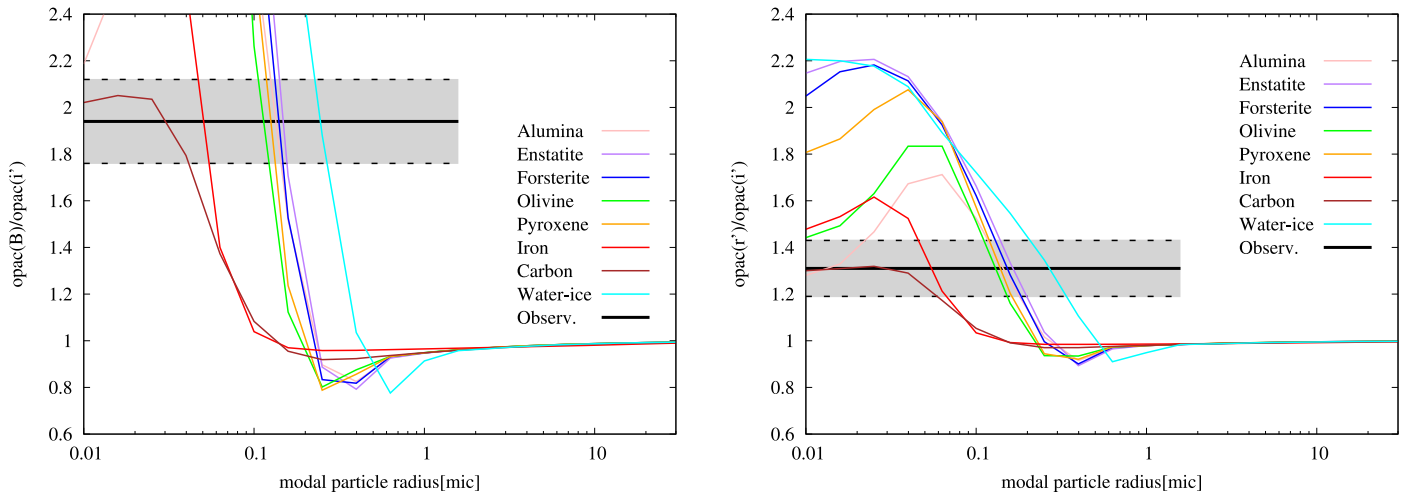 2.4
2.2
2
1.8
1.6
1.4
1.2
1
0.8
0.6
opac(B)/opac(i')
Alumina
Enstatite
Forsterite
Olivine
Pyroxene
Iron
Carbon
Water-ice
Observ.
0.01
0.1
1
10
modal particle radius[mic]
2.4
2.2
2
1.8
1.6
1.4
1.2
1
0.8
0.6
opac(r')/opac(i')
Alumina
Enstatite
Forsterite
Olivine
Pyroxene
Iron
Carbon
Water-ice
Observ.
0.01
0.1
1
10
modal particle radius[mic]